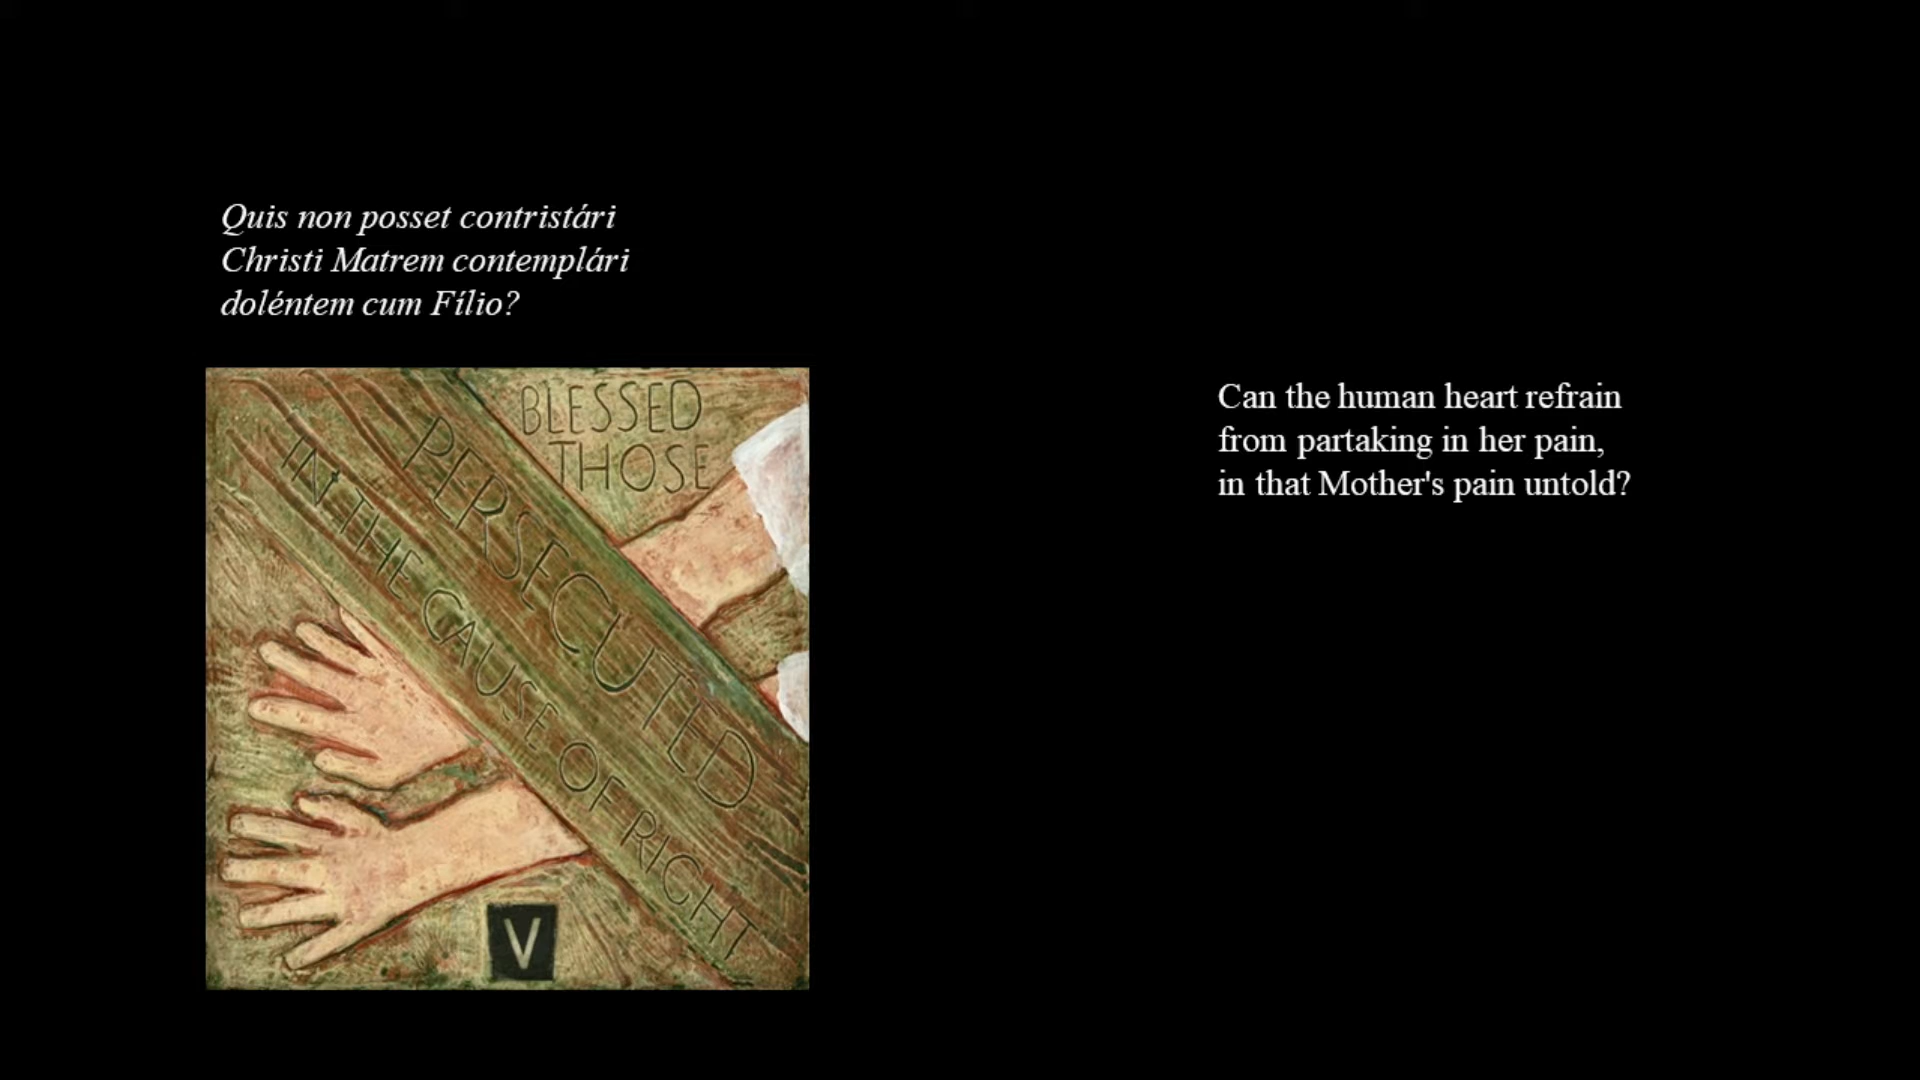 Quis non posset contristári
Christi Matrem contemplári
doléntem cum Fílio?
BLESSED
THOSE
PERSECUTED
IN THE CAUSE OF RIGHT
V
Can the human heart refrain
from partaking in her pain,
in that Mother's pain untold?